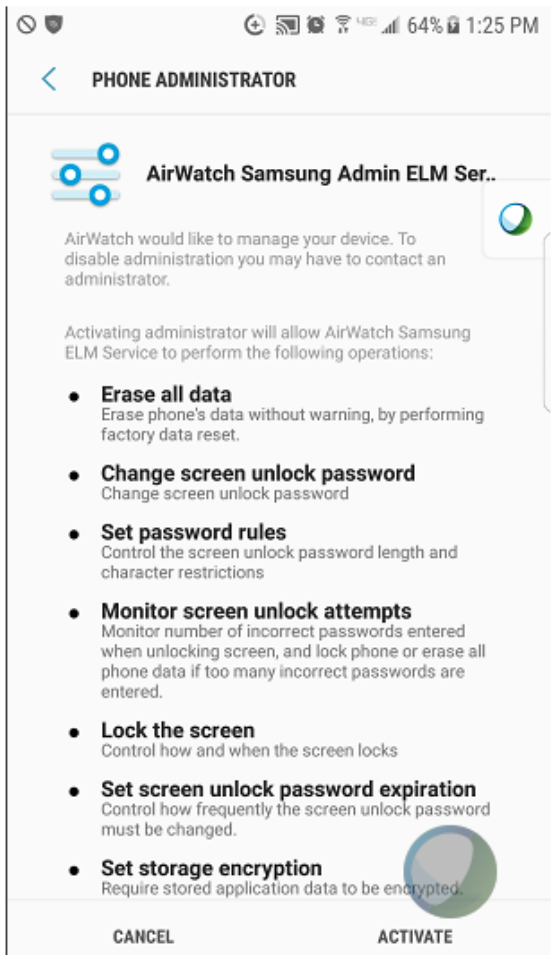 4GE 64% 1:25 PM
PHONE ADMINISTRATOR
AirWatch Samsung Admin ELM Ser..
AirWatch would like to manage your device. To
disable administration you may have to contact an
administrator.
Activating administrator will allow AirWatch Samsung
ELM Service to perform the following operations:
Erase all data
Erase phone's data without warning, by performing
factory data reset.
Change screen unlock password
Change screen unlock password
Set password rules
Control the screen unlock password length and
character restrictions
Monitor screen unlock attempts
Monitor number of incorrect passwords entered
when unlocking screen, and lock phone or erase all
phone data if too many incorrect passwords are
entered.
Lock the screen
Control how and when the screen locks
Set screen unlock password expiration
Control how frequently the screen unlock password
must be changed.
Set storage encryption
Require stored application data to be encrypted.
CANCEL ACTIVATE